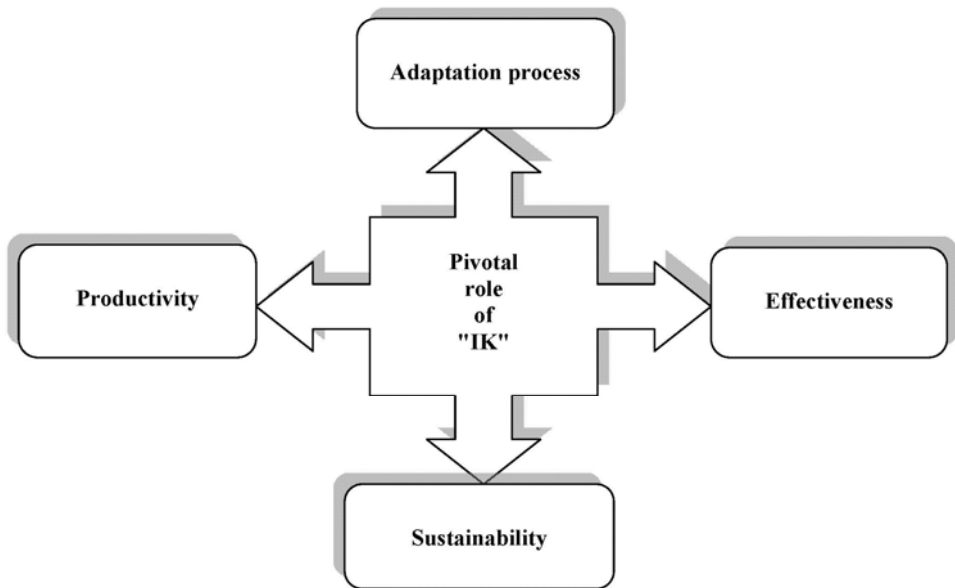 Adaptation process
Productivity
Pivotal
role
of
"IK"
Effectiveness
Sustainability